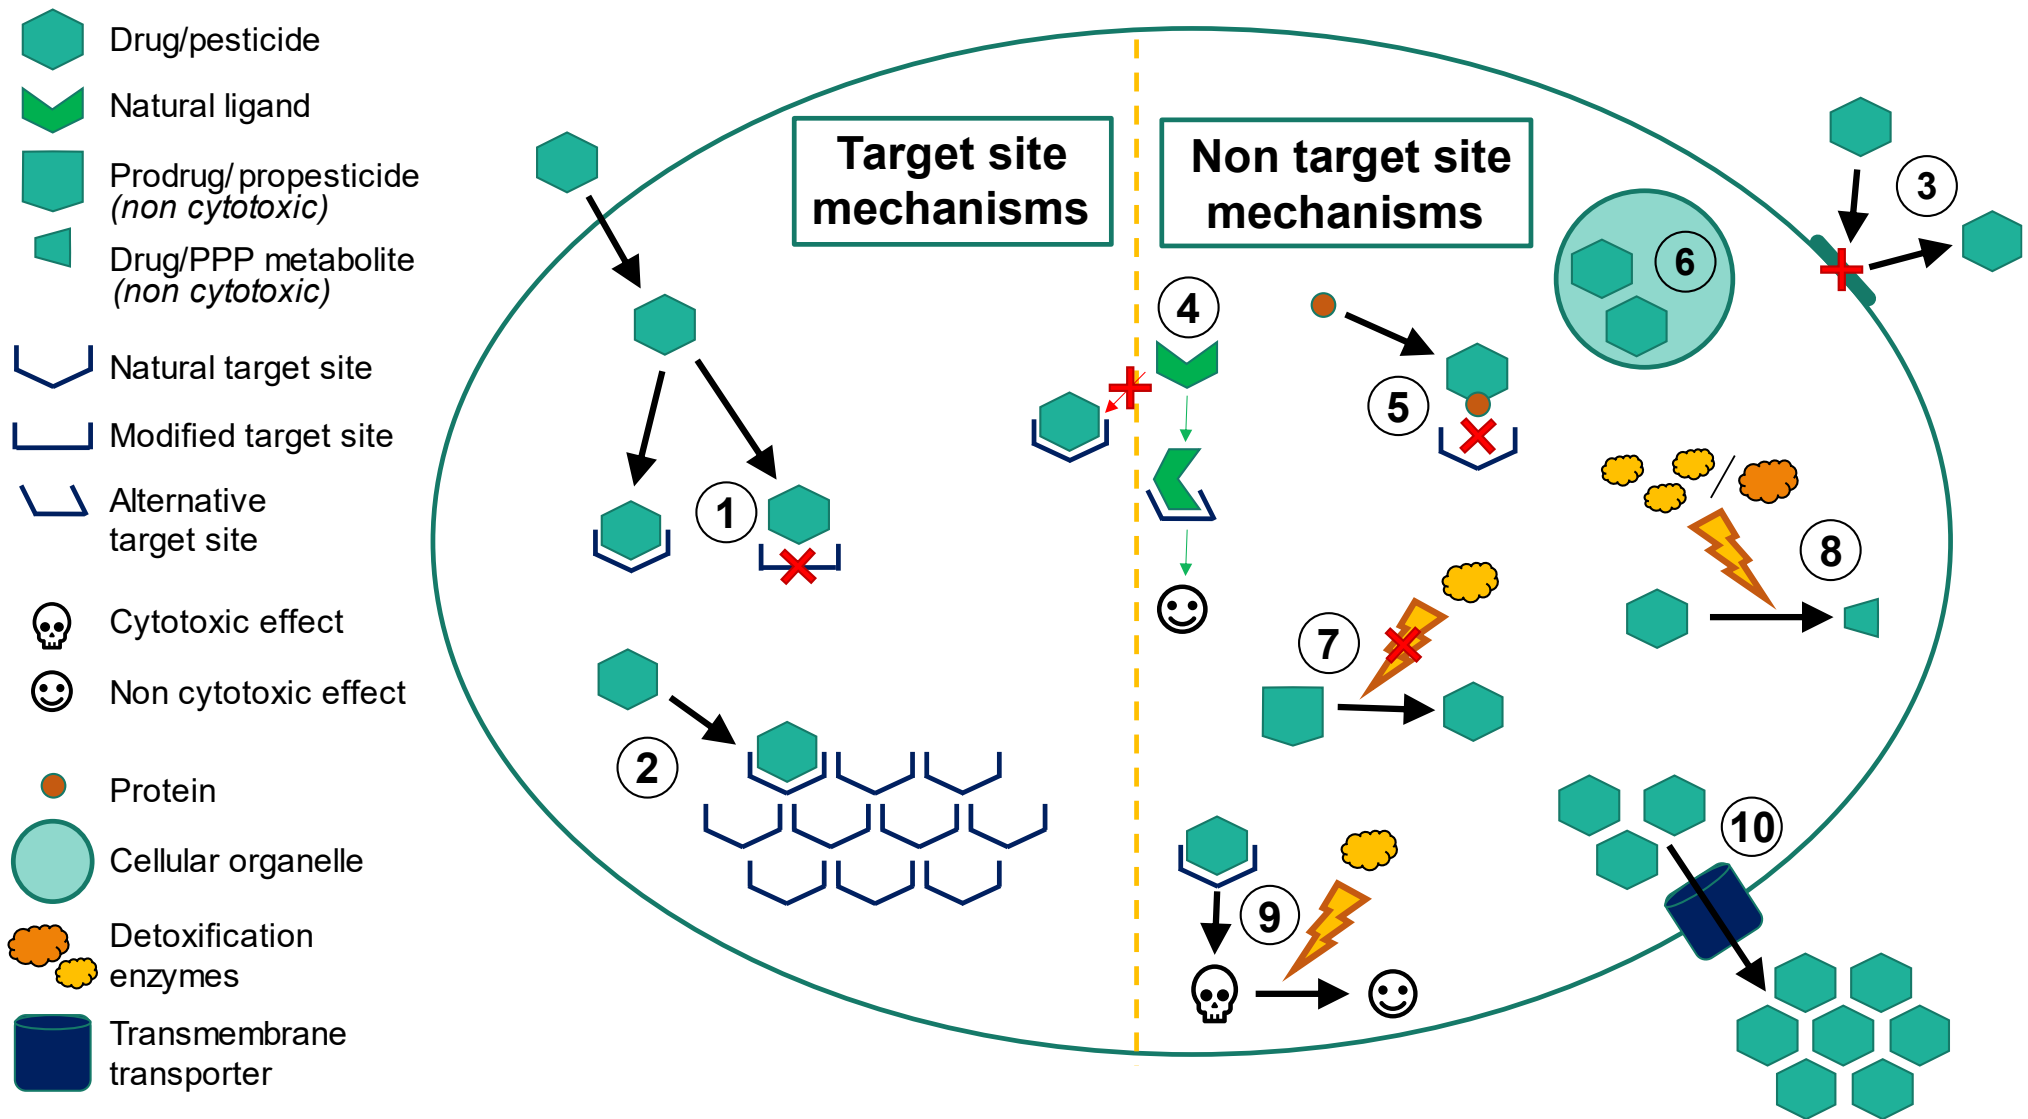 Drug/pesticide
Natural ligand
Prodrug/propesticide
(non cytotoxic)
Drug/PPP metabolite
(non cytotoxic)
Natural target site
Modified target site
Alternative
target site
Cytotoxic effect
Non cytotoxic effect
Protein
Cellular organelle
Detoxification
enzymes
Transmembrane
transporter
Target site
mechanisms
Non target site
mechanisms
1
2
3
4
5
6
7
8
9
10